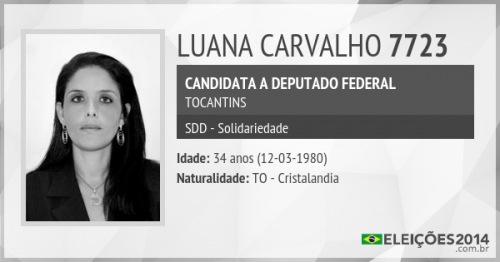 LUANA CARVALHO 7723
CANDIDATA A DEPUTADO FEDERAL
TOCANTINS
SDD - Solidariedade
Idade: 34 anos (12-03-1980)
Naturalidade: TO - Cristalandia
ELEIÇÕES2014
.com.br